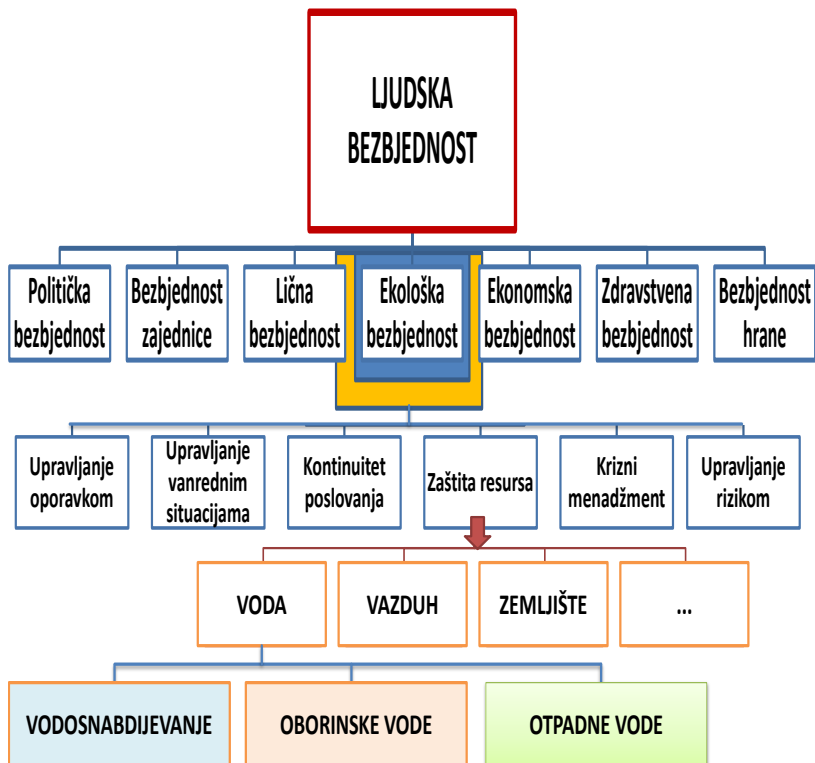 LJUDSKA
BEZBJEDNOST
Politička
bezbjednost
Bezbjednost
zajednice
Lična
bezbjednost
Ekološka
bezbjednost
Ekonomska
bezbjednost
Zdravstvena
bezbjednost
Bezbjednost
hrane
Upravljanje
oporavkom
Upravljanje
vanrednim
situacijama
Kontinuitet
poslovanja
Zaštita resursa
Krizni
menadžment
Upravljanje
rizikom
VODA
VAZDUH
ZEMLJIŠTE
...
VODOSNABDIJEVANJE
OBORINSKE VODE
OTPADNE VODE